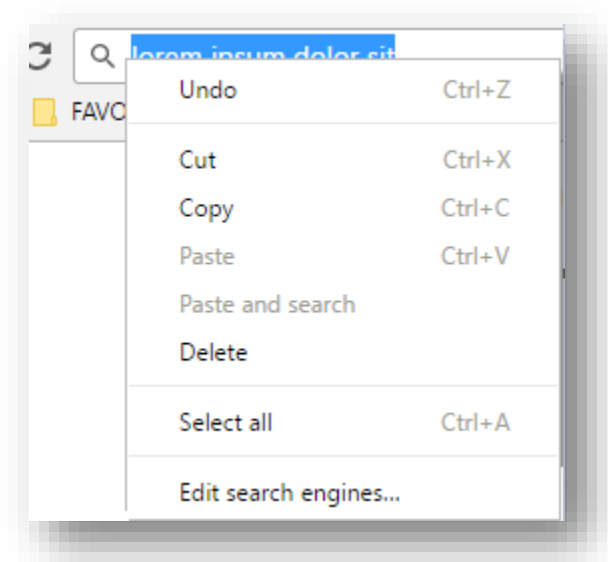 lorem ipsum dolor sit
FAVO
Undo Ctrl+Z
Cut Ctrl+X
Copy Ctrl+C
Paste Ctrl+V
Paste and search
Delete
Select all Ctrl+A
Edit search engines...